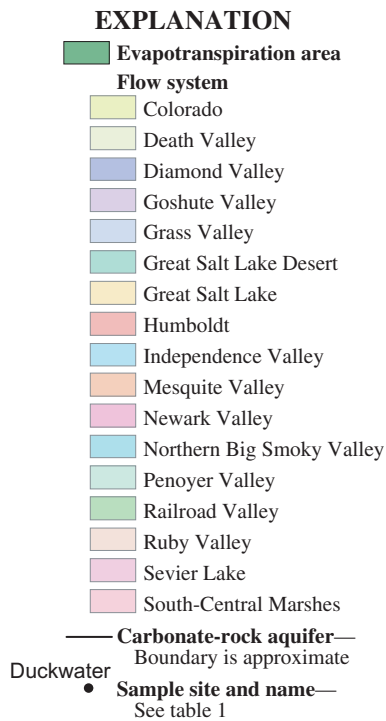 EXPLANATION
Evapotranspiration area
Flow system
Colorado
Death Valley
Diamond Valley
Goshute Valley
Grass Valley
Great Salt Lake Desert
Great Salt Lake
Humboldt
Independence Valley
Mesquite Valley
Newark Valley
Northern Big Smoky Valley
Penoyer Valley
Railroad Valley
Ruby Valley
Sevier Lake
South-Central Marshes
Carbonate-rock aquifer—
Boundary is approximate
Duckwater
Sample site and name—
See table 1